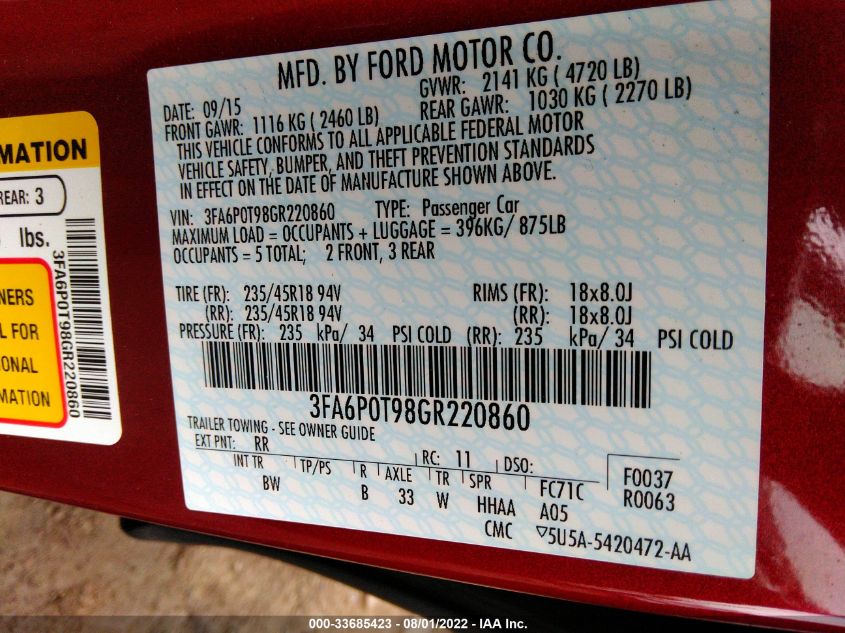 MFD. BY FORD MOTOR CO.
DATE: 09/15 GVWR: 2141 KG ( 4720 LB)
FRONT GAWR: 1116 KG ( 2460 LB) REAR GAWR: 1030 KG ( 2270 LB)
THIS VEHICLE CONFORMS TO ALL APPLICABLE FEDERAL MOTOR
VEHICLE SAFETY, BUMPER, AND THEFT PREVENTION STANDARDS
IN EFFECT ON THE DATE OF MANUFACTURE SHOWN ABOVE.
VIN: 3FA6P0T98GR220860 TYPE: Passenger Car
MAXIMUM LOAD = OCCUPANTS + LUGGAGE = 396KG/ 875LB
OCCUPANTS = 5 TOTAL; 2 FRONT, 3 REAR
TIRE (FR): 235/45R18 94V RIMS (FR): 18x8.0J
(RR): 235/45R18 94V (RR): 18x8.0J
PRESSURE (FR): 235 kPa/ 34 PSI COLD (RR): 235 kPa/ 34 PSI COLD
3FA6P0T98GR220860
TRAILER TOWING - SEE OWNER GUIDE
EXT PNT: RR RC: 11 DSO: F0037
INT TR TP/PS R AXLE TR SPR FC71C R0063
BW B 33 W HHAA A05
CMC ▽5U5A-5420472-AA
MATION
REAR: 3
lbs.
NERS
L FOR
IONAL
RMATION
3FA6P0T98GR220860
000-33685423 - 08/01/2022 - IAA Inc.